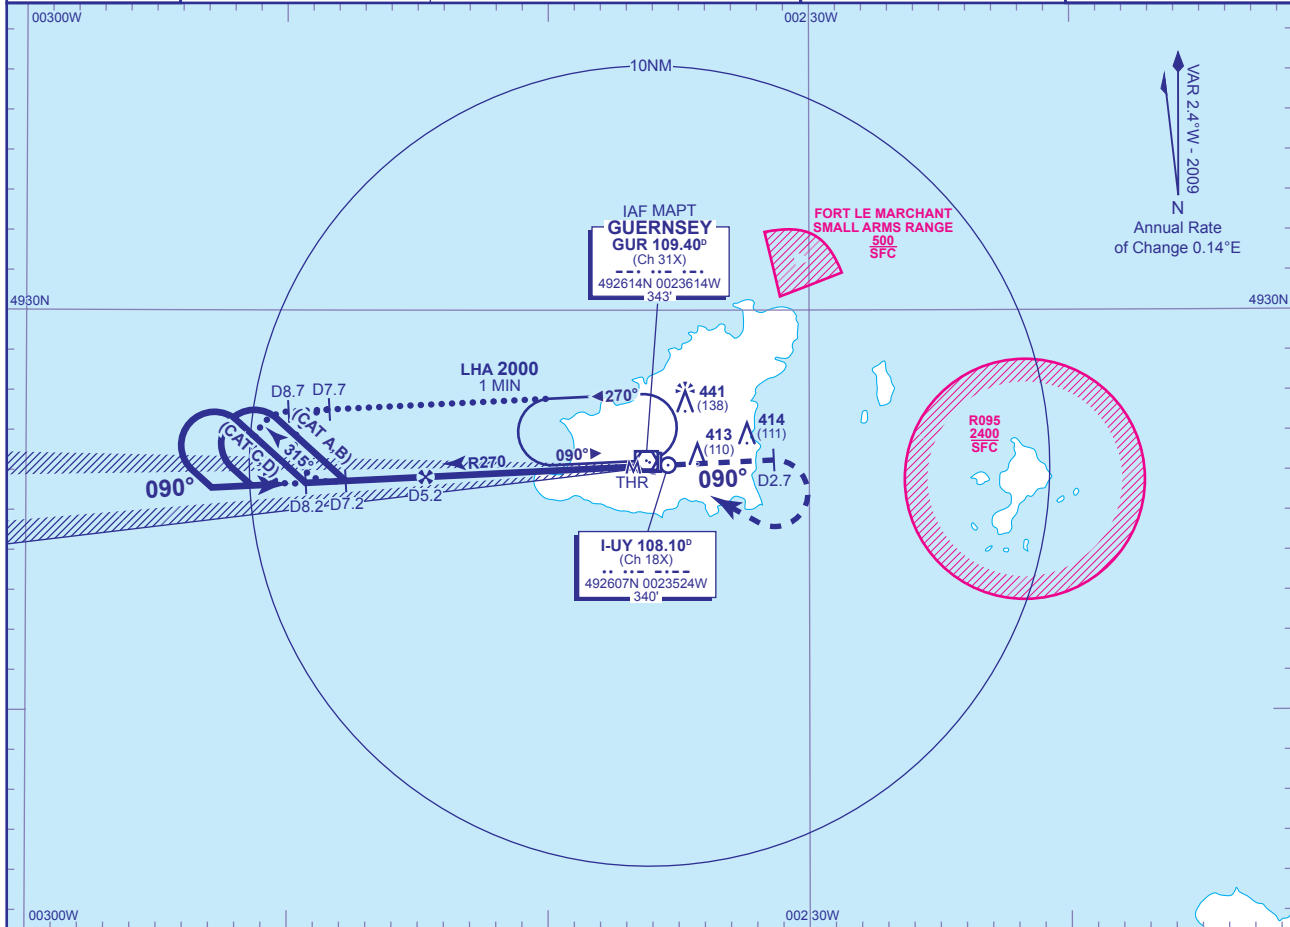 00300W
002 30W
10NM
VAR 2.4°W - 2009
N
Annual Rate
of Change 0.14°E
IAF MAPT
GUERNSEY
GUR 109.40ᴰ
(Ch 31X)
492614N 0023614W
343'
FORT LE MARCHANT
SMALL ARMS RANGE
500
SFC
4930N
4930N
LHA 2000
1 MIN
D8.7 D7.7
270°
441
(138)
414
(111)
413
(110)
R095
2400
SFC
(CAT A,B)
(CAT C,D)
315°
R270
090°
090°
THR
090°
D2.7
D5.2
D8.2
D7.2
I-UY 108.10ᴰ
(Ch 18X)
492607N 0023524W
340'
00300W
002 30W